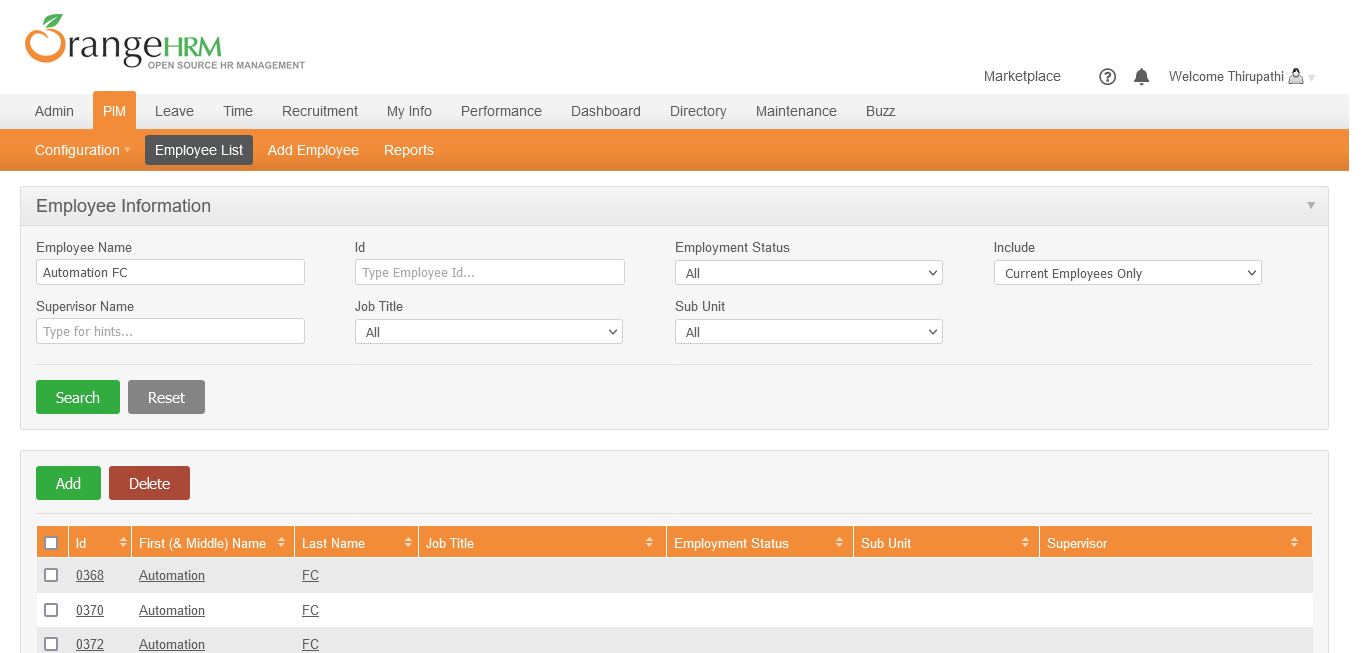 OrangeHRM
OPEN SOURCE HR MANAGEMENT
Marketplace ? Welcome Thirupathi
Admin PIM Leave Time Recruitment My Info Performance Dashboard Directory Maintenance Buzz
Configuration Employee List Add Employee Reports
Employee Information
Employee Name Id Employment Status Include
Automation FC Type Employee Id... All Current Employees Only
Supervisor Name Job Title Sub Unit
Type for hints... All All
Search Reset
Add Delete
Id First (& Middle) Name Last Name Job Title Employment Status Sub Unit Supervisor
0368 Automation FC
0370 Automation FC
0372 Automation FC